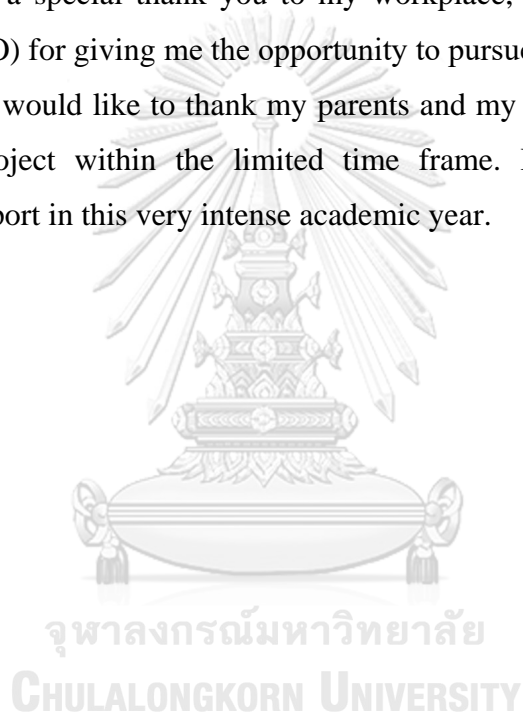 a special thank you to my workplace,
) for giving me the opportunity to pursue
would like to thank my parents and my
oject within the limited time frame.
port in this very intense academic year.
จุฬาลงกรณ์มหาวิทยาลัย
CHULALONGKORN UNIVERSITY